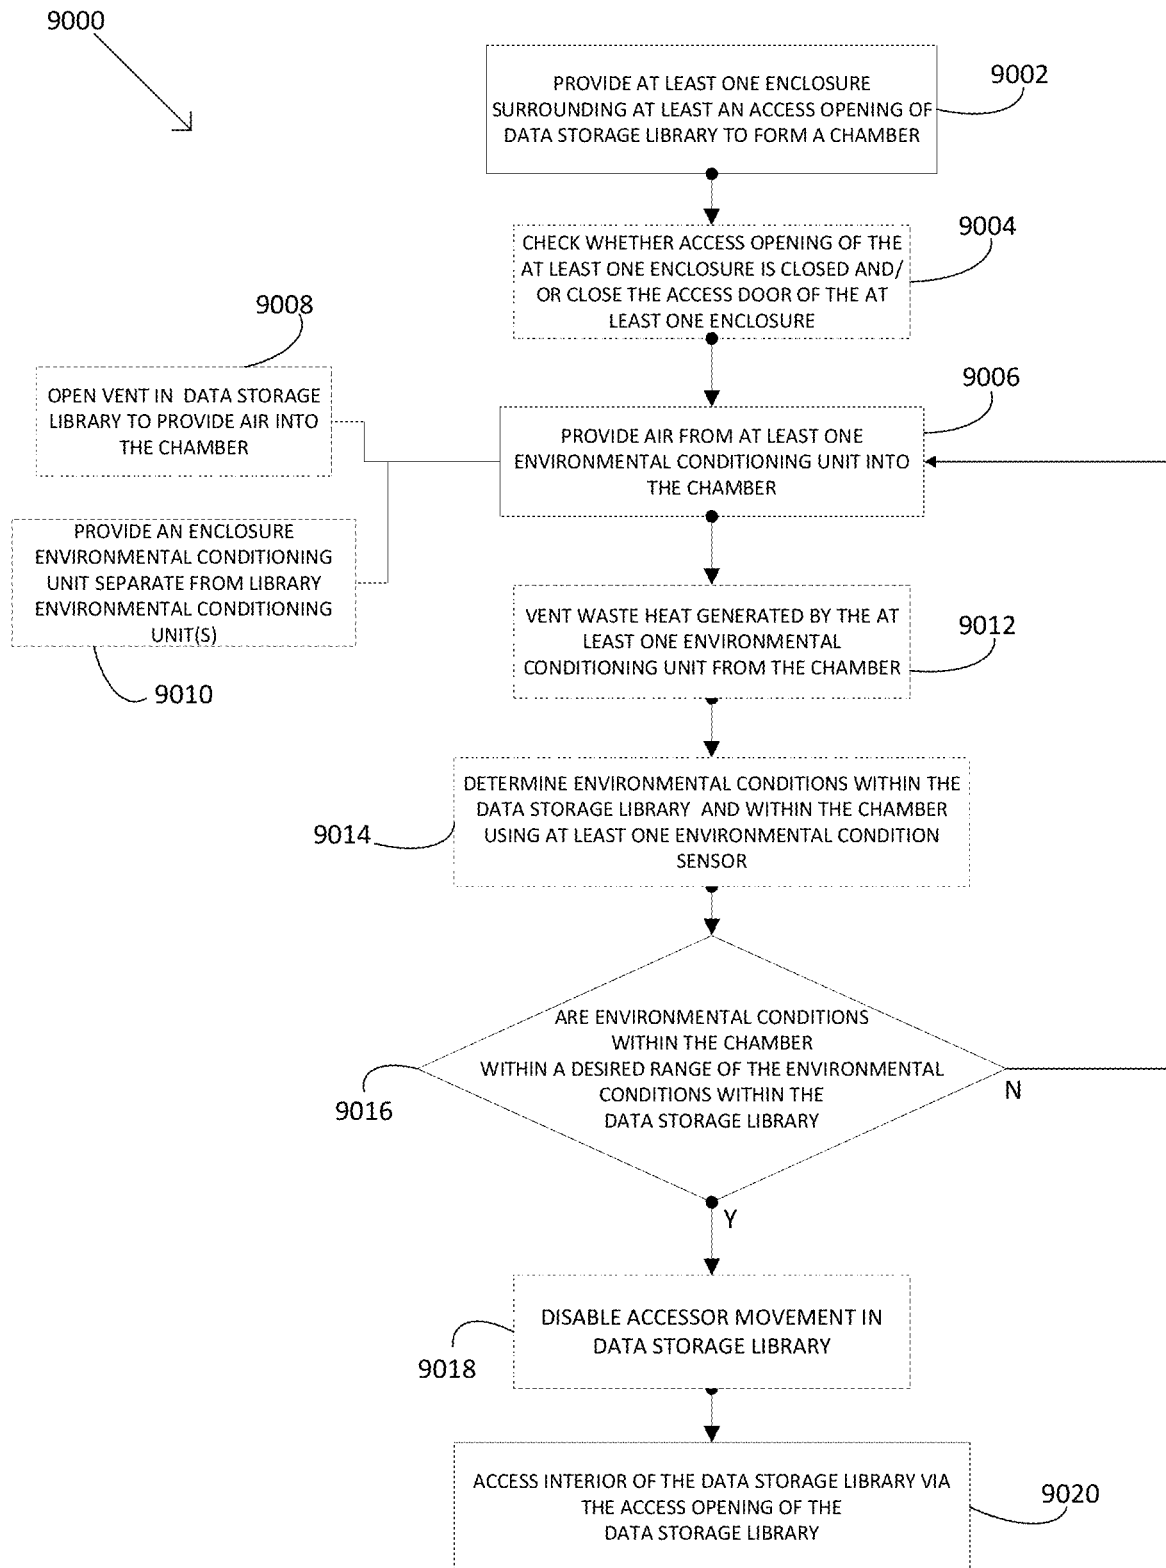 9000
PROVIDE AT LEAST ONE ENCLOSURE
SURROUNDING AT LEAST AN ACCESS OPENING OF
DATA STORAGE LIBRARY TO FORM A CHAMBER
9002
CHECK WHETHER ACCESS OPENING OF THE
AT LEAST ONE ENCLOSURE IS CLOSED AND/
OR CLOSE THE ACCESS DOOR OF THE AT
LEAST ONE ENCLOSURE
9004
9008
OPEN VENT IN DATA STORAGE
LIBRARY TO PROVIDE AIR INTO
THE CHAMBER
9006
PROVIDE AIR FROM AT LEAST ONE
ENVIRONMENTAL CONDITIONING UNIT INTO
THE CHAMBER
PROVIDE AN ENCLOSURE
ENVIRONMENTAL CONDITIONING
UNIT SEPARATE FROM LIBRARY
ENVIRONMENTAL CONDITIONING
UNIT(S)
9010
VENT WASTE HEAT GENERATED BY THE AT
LEAST ONE ENVIRONMENTAL
CONDITIONING UNIT FROM THE CHAMBER
9012
DETERMINE ENVIRONMENTAL CONDITIONS WITHIN THE
DATA STORAGE LIBRARY AND WITHIN THE CHAMBER
USING AT LEAST ONE ENVIRONMENTAL CONDITION
SENSOR
9014
ARE ENVIRONMENTAL CONDITIONS
WITHIN THE CHAMBER
WITHIN A DESIRED RANGE OF THE ENVIRONMENTAL
CONDITIONS WITHIN THE
DATA STORAGE LIBRARY
9016
N
Y
DISABLE ACCESSOR MOVEMENT IN
DATA STORAGE LIBRARY
9018
ACCESS INTERIOR OF THE DATA STORAGE LIBRARY VIA
THE ACCESS OPENING OF THE
DATA STORAGE LIBRARY
9020